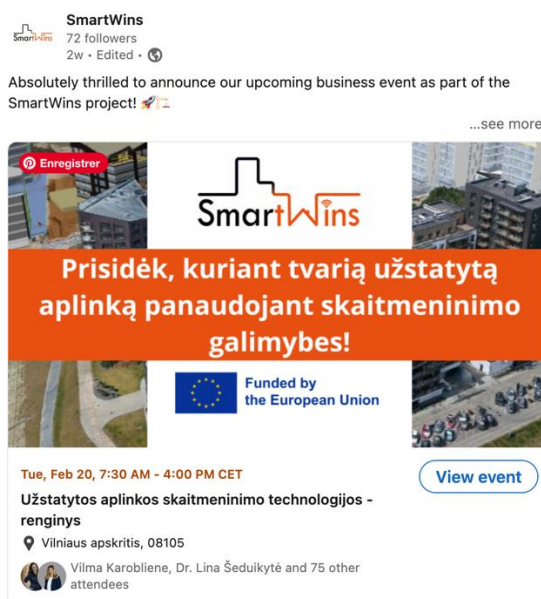 SmartWins
SmartWins
72 followers
2w • Edited •
Absolutely thrilled to announce our upcoming business event as part of the
SmartWins project! 🚀🏗️
...see more
Enregistrer
SmartWins
Prisidėk, kuriant tvarią užstatytą
aplinką panaudojant skaitmeninimo
galimybes!
Funded by
the European Union
Tue, Feb 20, 7:30 AM - 4:00 PM CET
View event
Užstatytos aplinkos skaitmeninimo technologijos -
renginys
Vilniaus apskritis, 08105
Vilma Karobliene, Dr. Lina Šeduikytė and 75 other
attendees